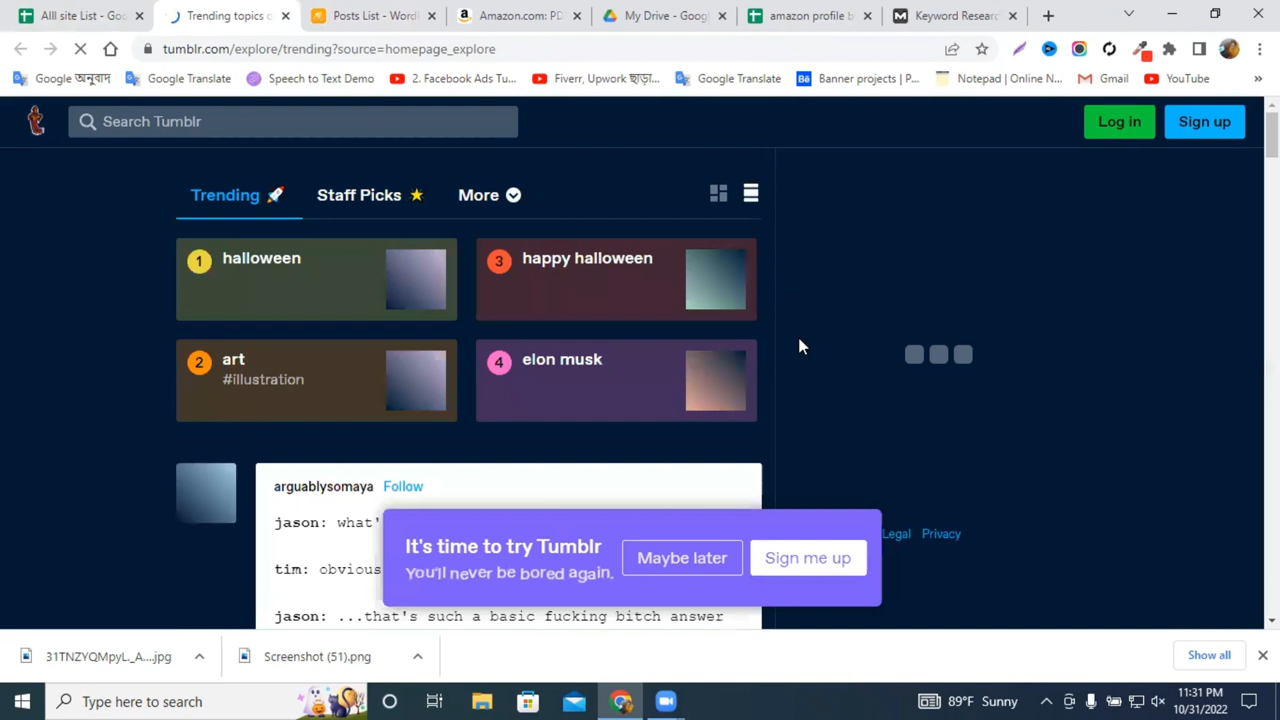 Alll site List - Goo
Trending topics o
Posts List - Word
Amazon.com: PD
My Drive - Googl
amazon profile b
Keyword Researc
tumblr.com/explore/trending?source=homepage_explore
Google অনুবাদ
Google Translate
Speech to Text Demo
2. Facebook Ads Tu...
Fiverr, Upwork ছাড়া...
Google Translate
Bē Banner projects | P...
Notepad | Online N...
Gmail
YouTube
»
Search Tumblr
Log in
Sign up
Trending
Staff Picks
More
1 halloween
3 happy halloween
2 art
#illustration
4 elon musk
arguablysomaya Follow
jason: what'
tim: obvious
jason: ...that's such a basic fucking bitch answer
It's time to try Tumblr
You'll never be bored again.
Maybe later
Sign me up
Legal Privacy
31TNZYQMpyL._A....jpg
Screenshot (51).png
Show all
Type here to search
89°F Sunny
11:31 PM
10/31/2022